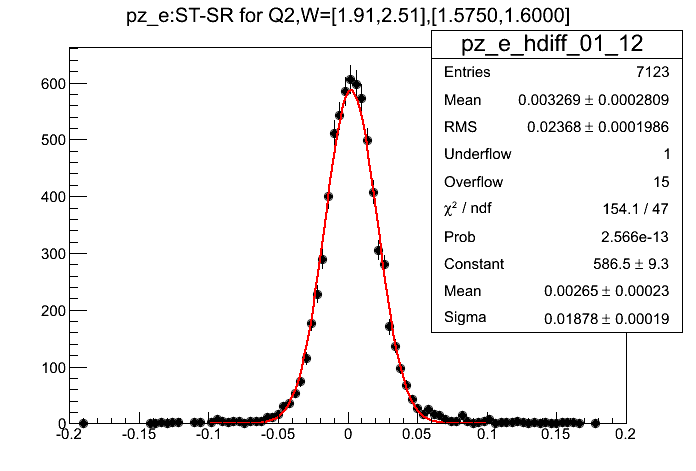 pz_e:ST-SR for Q2,W=[1.91,2.51],[1.5750,1.6000]
pz_e_hdiff_01_12
Entries 7123
Mean 0.003269 ± 0.0002809
RMS 0.02368 ± 0.0001986
Underflow 1
Overflow 15
χ² / ndf 154.1 / 47
Prob 2.566e-13
Constant 586.5 ± 9.3
Mean 0.00265 ± 0.00023
Sigma 0.01878 ± 0.00019
600
500
400
300
200
100
0
-0.2 -0.15 -0.1 -0.05 0 0.05 0.1 0.15 0.2